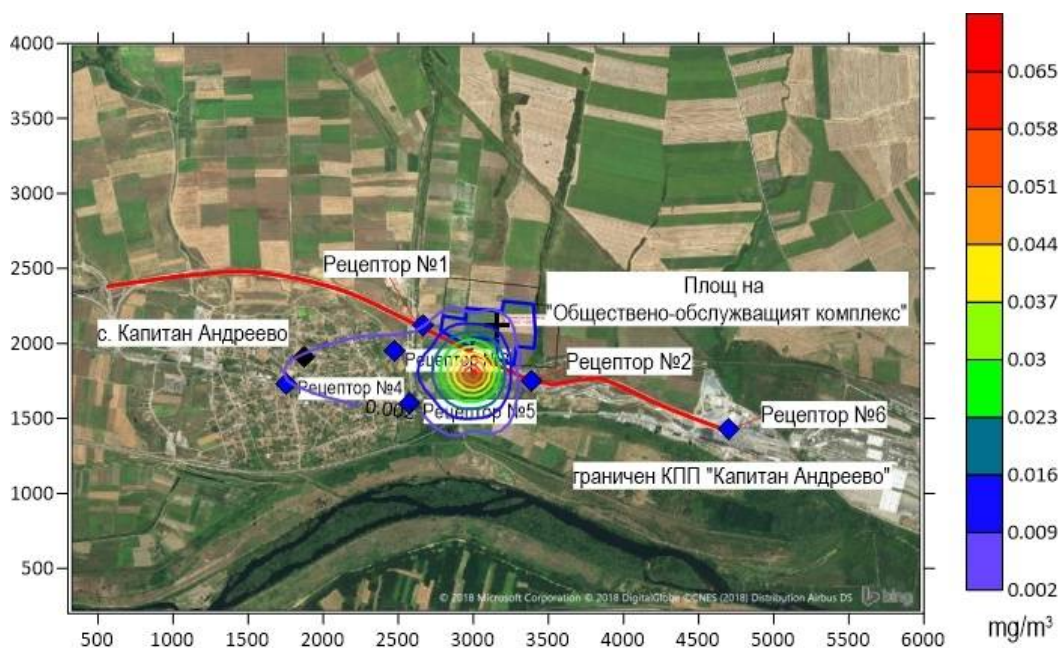 4000
3500
3000
2500
2000
1500
1000
500
Рецептор №1
Площ на
"Обществено-обслужващият комплекс"
с. Капитан Андреево
Рецептор №3
Рецептор №2
Рецептор №4
0.002
Рецептор №5
Рецептор №6
граничен КПП "Капитан Андреево"
© 2018 Microsoft Corporation © 2018 DigitalGlobe ©CNES (2018) Distribution Airbus DS
bing
500 1000 1500 2000 2500 3000 3500 4000 4500 5000 5500 6000
0.065
0.058
0.051
0.044
0.037
0.03
0.023
0.016
0.009
0.002
mg/m³